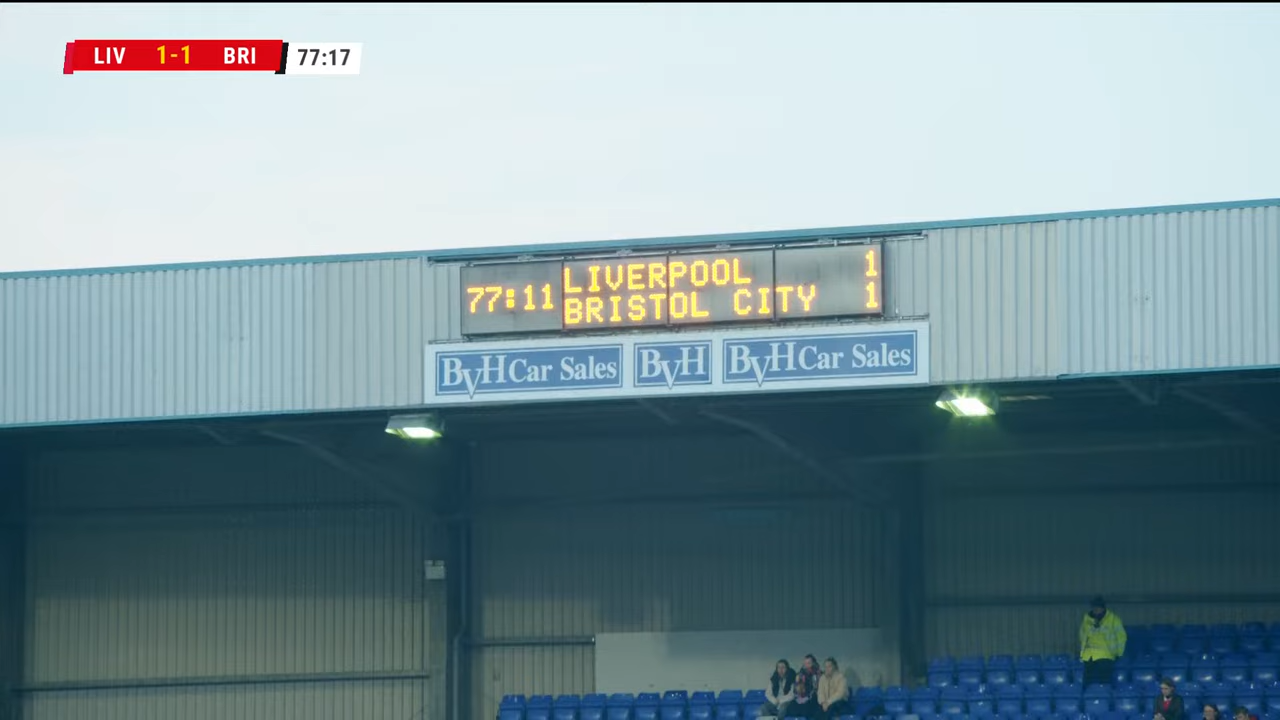 LIV 1-1 BRI 77:17
LIVERPOOL 1
77:11
BRISTOL CITY 1
BVH Car Sales BVH BVH Car Sales